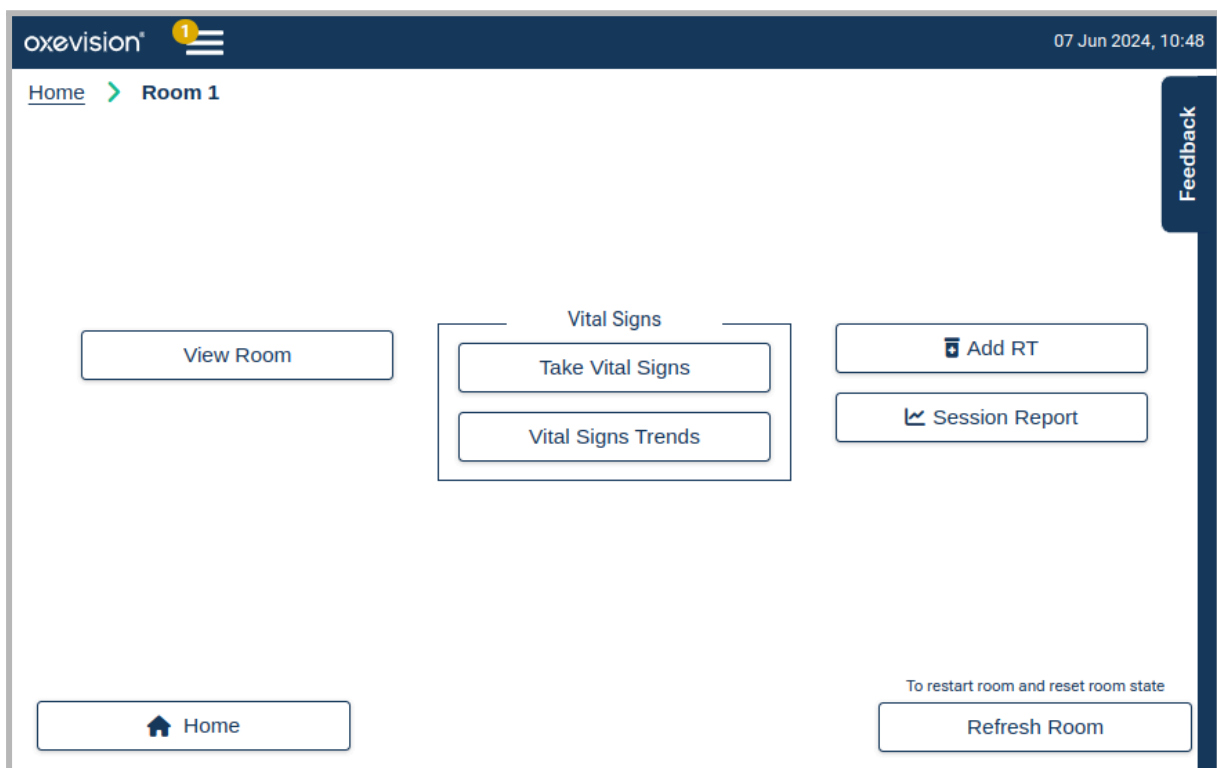 oxevision® 1 07 Jun 2024, 10:48
Home Room 1
Feedback
View Room
Vital Signs
Take Vital Signs
Vital Signs Trends
Add RT
Session Report
Home
To restart room and reset room state
Refresh Room